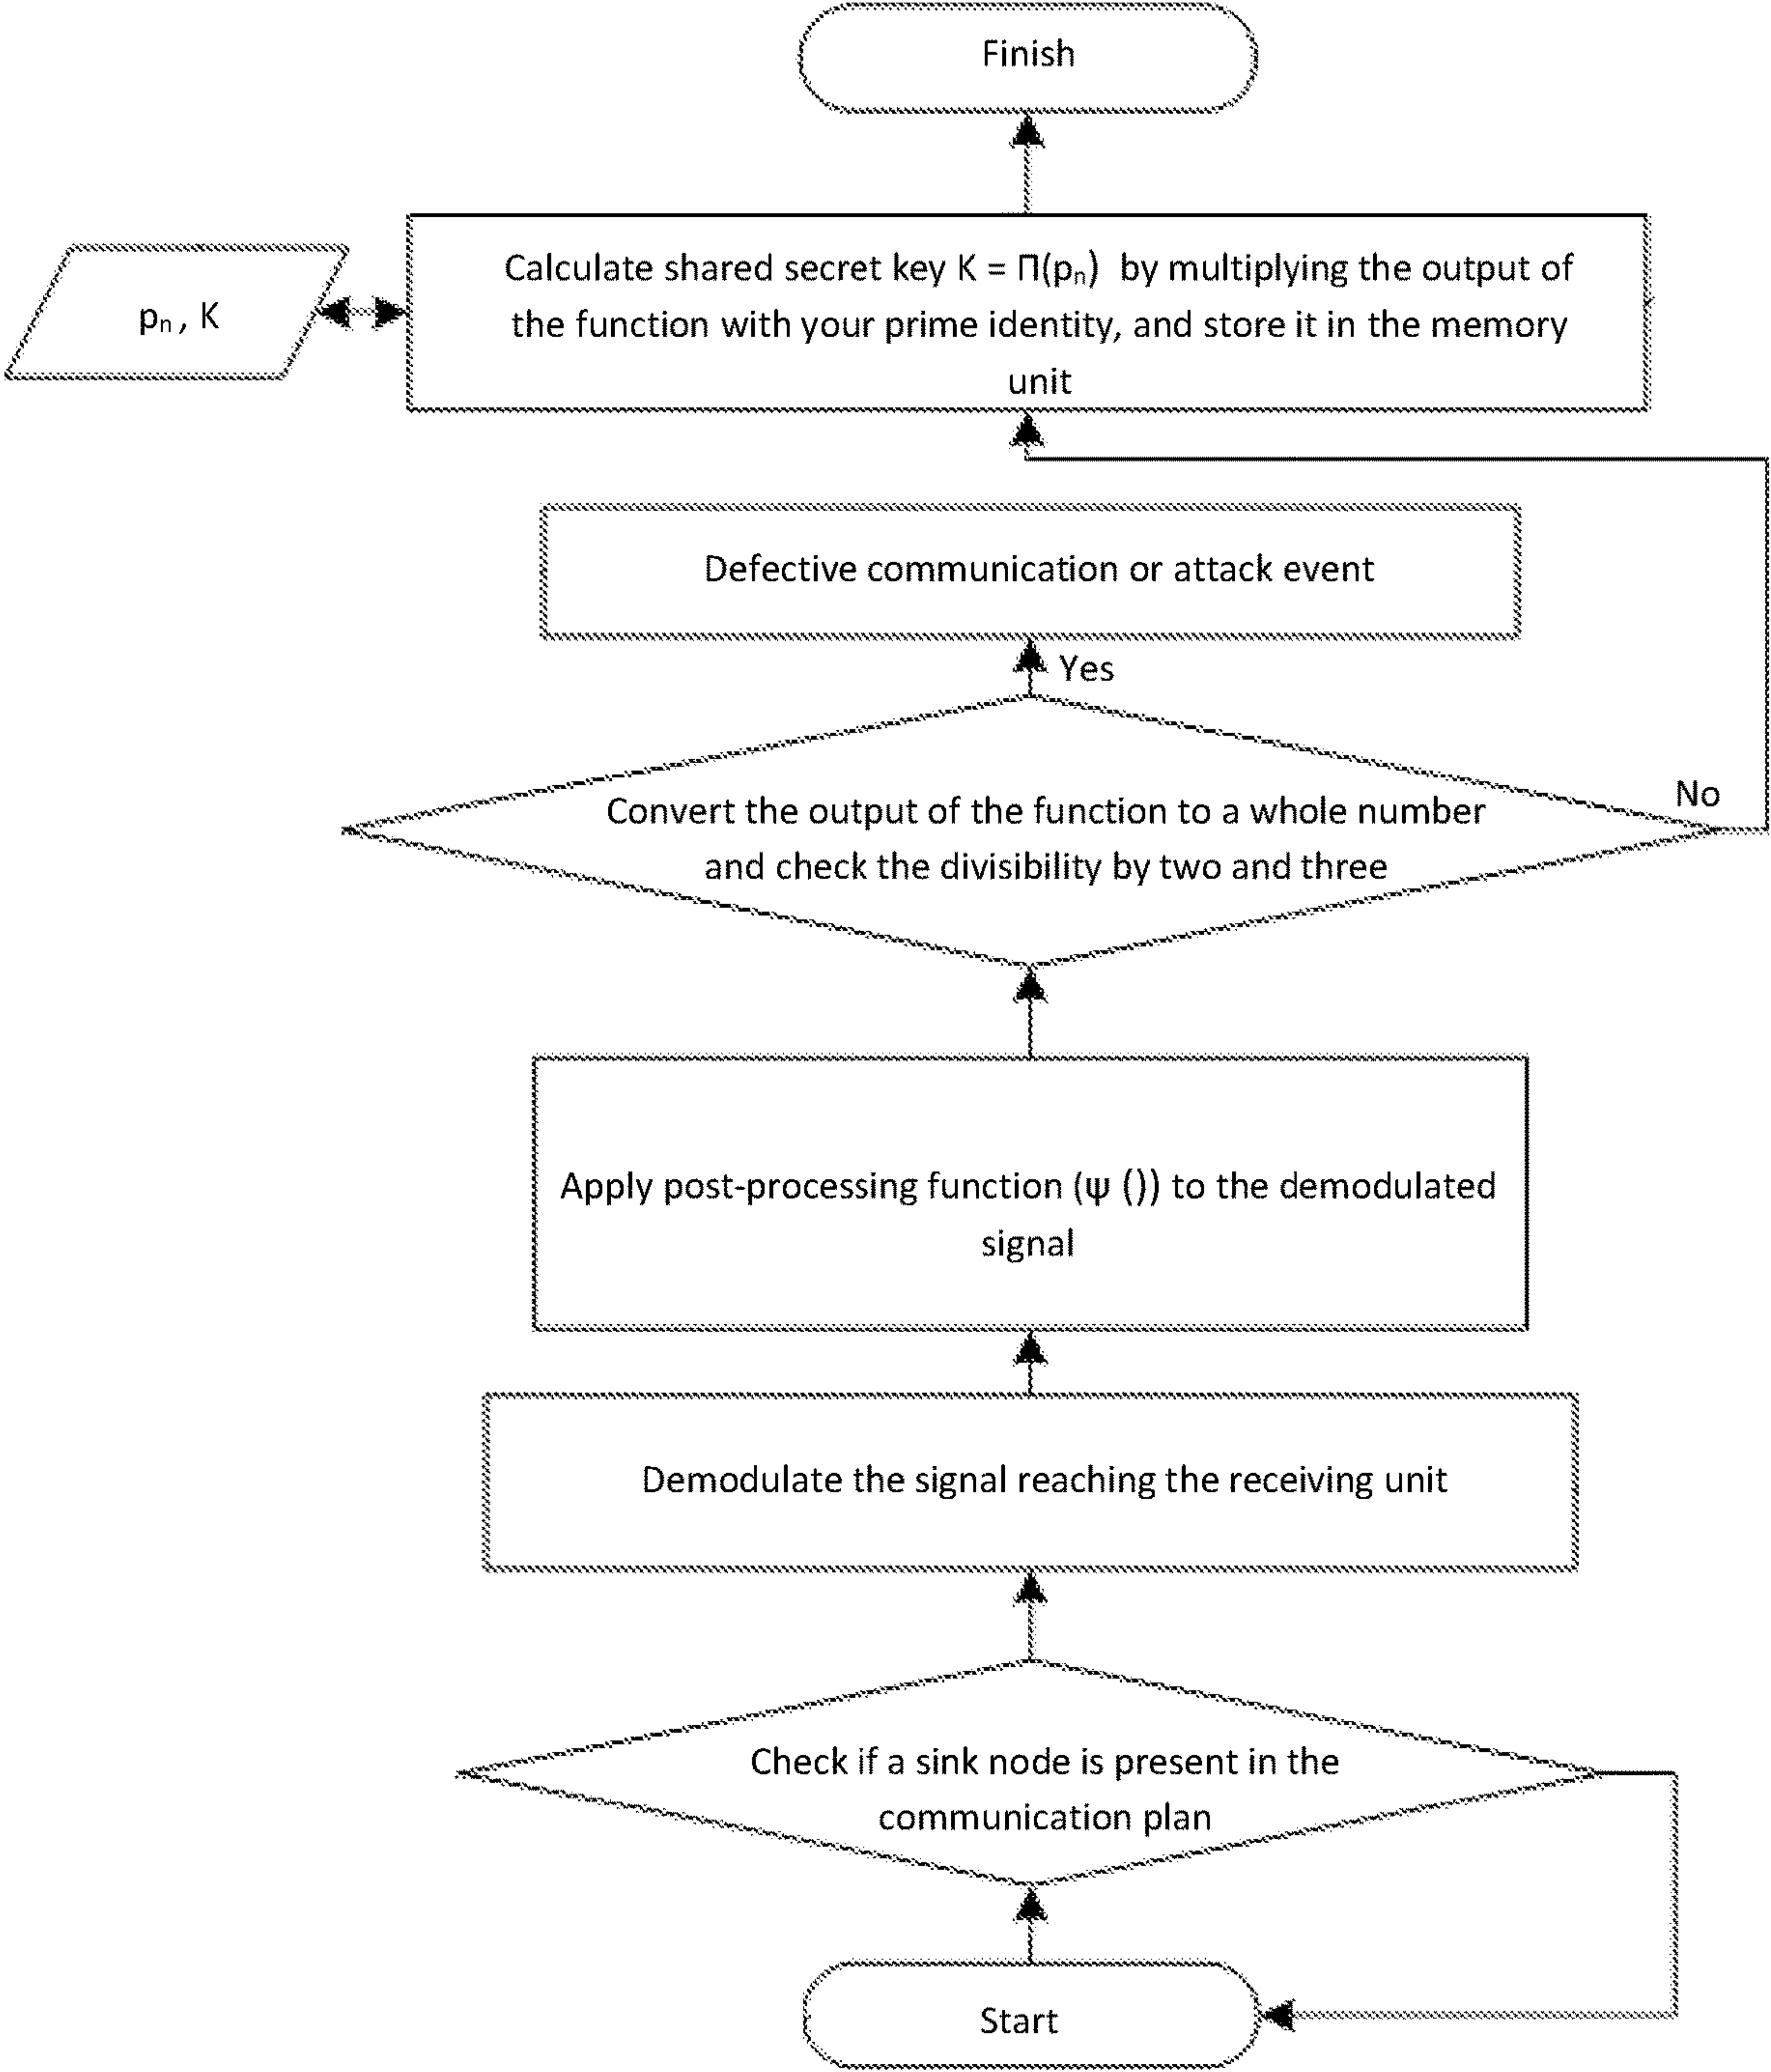 Finish
Calculate shared secret key K = Π(pₙ) by multiplying the output of
the function with your prime identity, and store it in the memory
unit
pₙ , K
Defective communication or attack event
Yes
No
Convert the output of the function to a whole number
and check the divisibility by two and three
Apply post-processing function (ψ ()) to the demodulated
signal
Demodulate the signal reaching the receiving unit
Check if a sink node is present in the
communication plan
Start